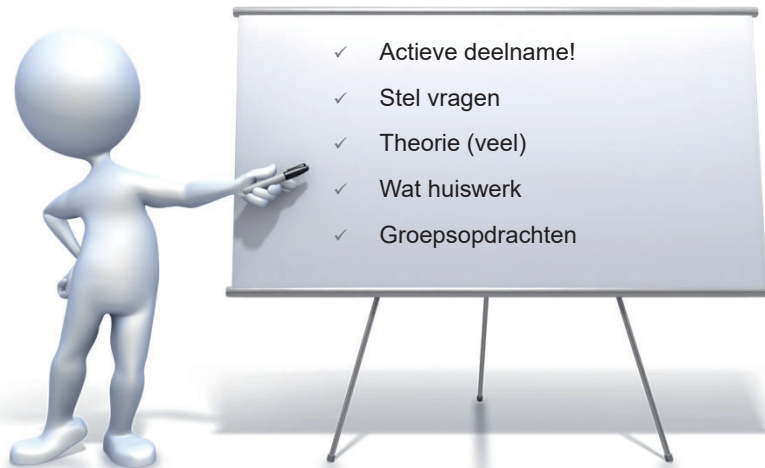 ✓ Actieve deelname!
✓ Stel vragen
✓ Theorie (veel)
✓ Wat huiswerk
✓ Groepsopdrachten